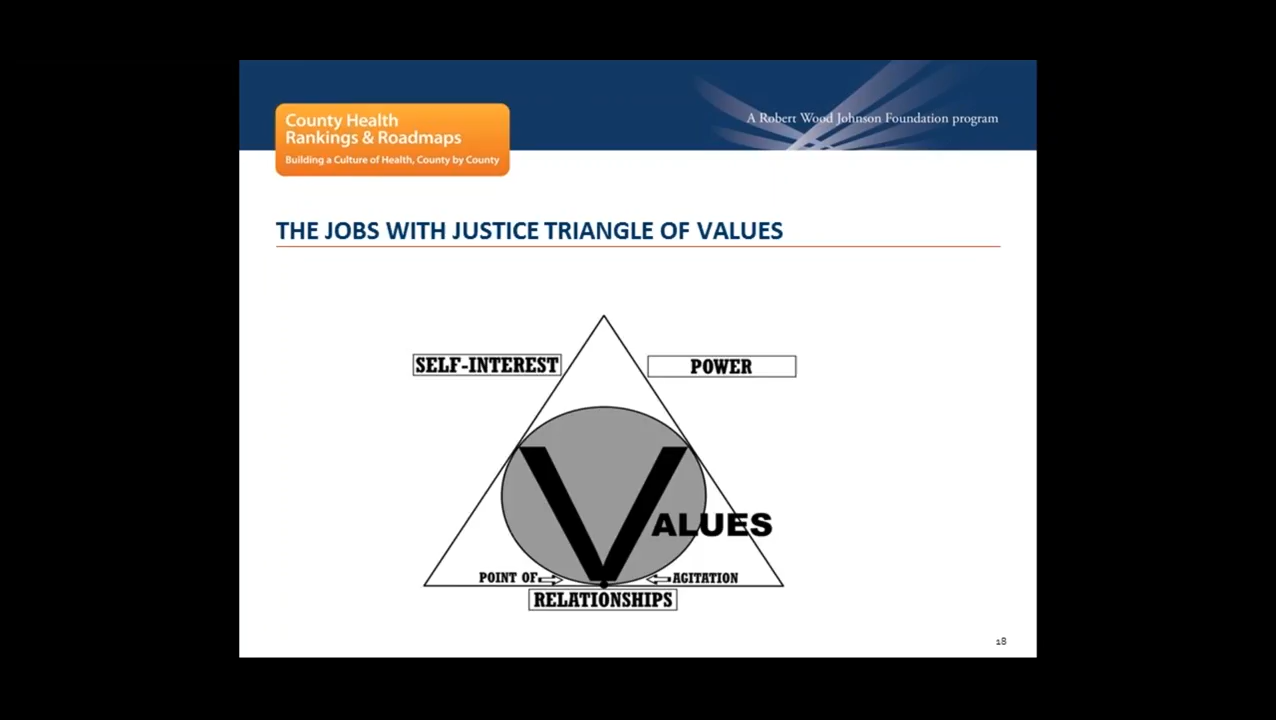 County Health
Rankings & Roadmaps
Building a Culture of Health, County by County
A Robert Wood Johnson Foundation program
THE JOBS WITH JUSTICE TRIANGLE OF VALUES
SELF-INTEREST
POWER
VALUES
POINT OF
AGITATION
RELATIONSHIPS
18